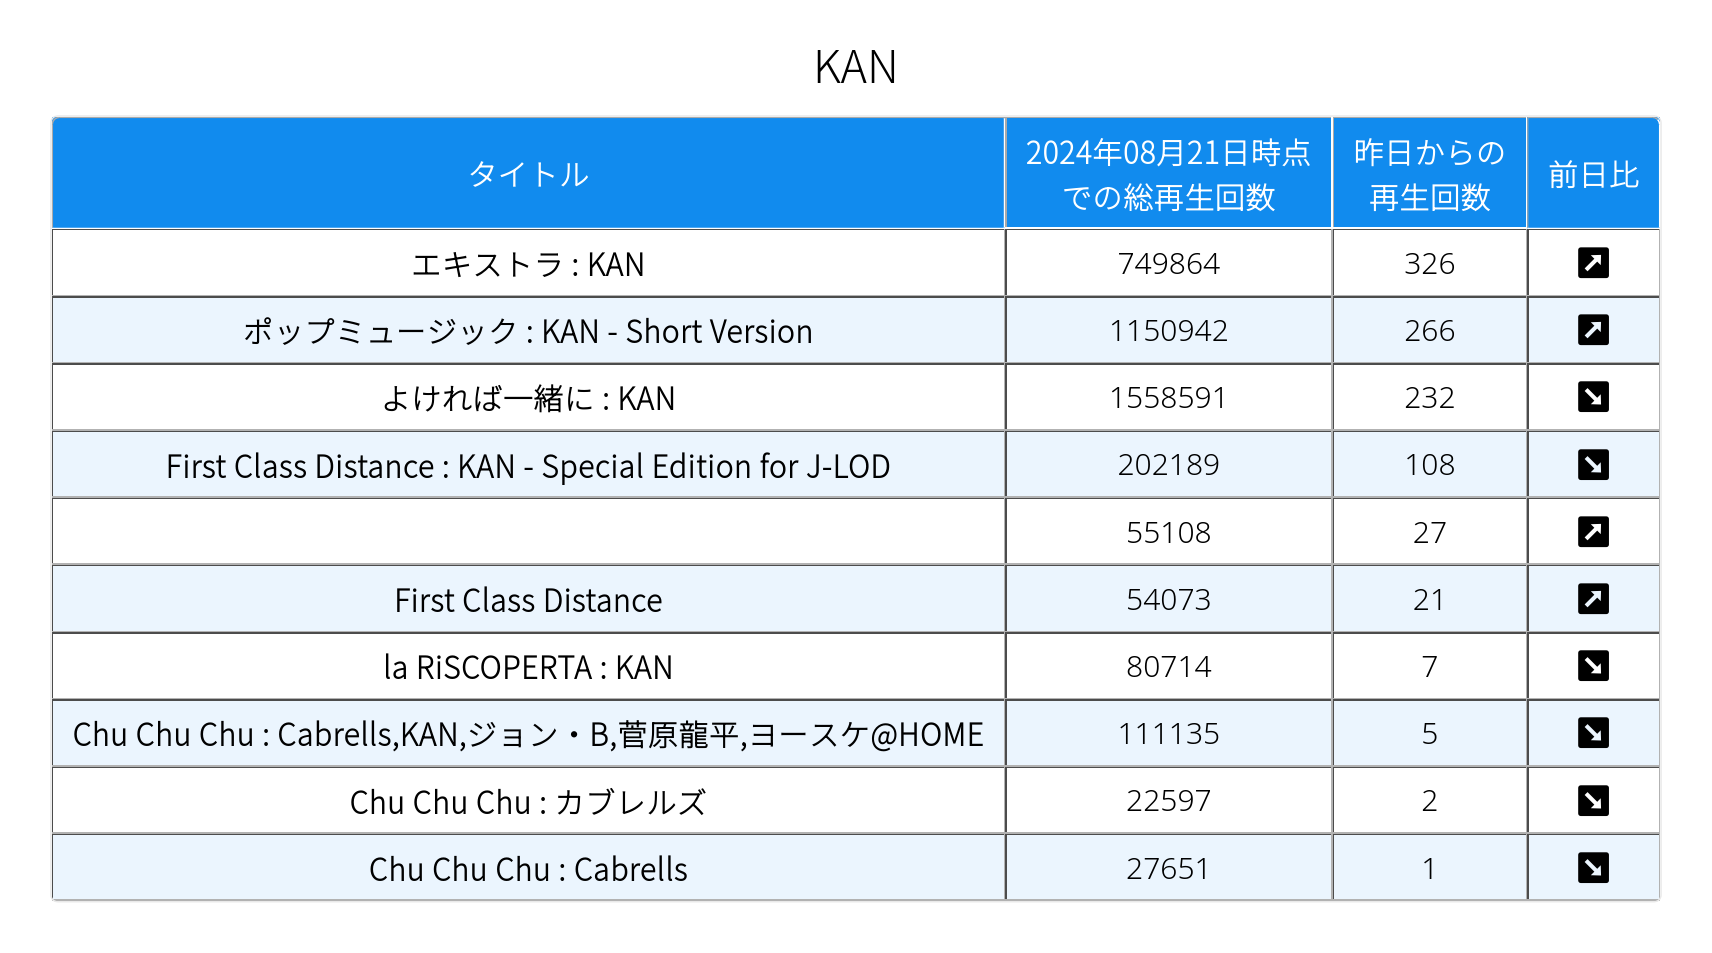 KAN
タイトル 2024年08月21日時点 昨日からの 前日比
での総再生回数 再生回数
エキストラ : KAN 749864 326
ポップミュージック : KAN - Short Version 1150942 266
よければ一緒に : KAN 1558591 232
First Class Distance : KAN - Special Edition for J-LOD 202189 108
55108 27
First Class Distance 54073 21
la RiSCOPERTA : KAN 80714 7
Chu Chu Chu : Cabrells,KAN,ジョン・B,菅原龍平,ヨースケ@HOME 111135 5
Chu Chu Chu : カブレルズ 22597 2
Chu Chu Chu : Cabrells 27651 1